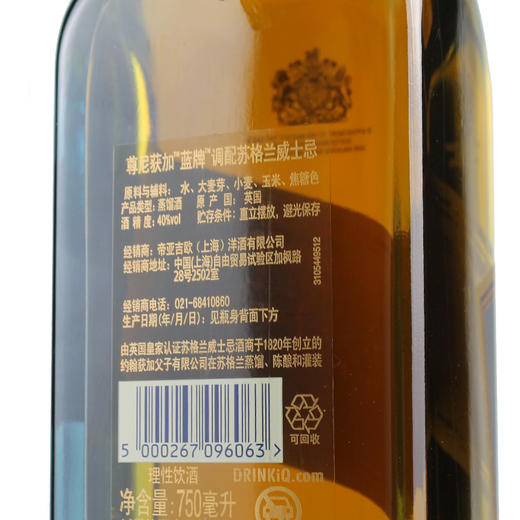 尊尼获加™蓝牌™调配苏格兰威士忌
原料与辅料: 水、大麦芽、小麦、玉米、焦糖色
产品类型: 蒸馏酒 原产国: 英国
酒精度: 40%vol 贮存条件: 直立摆放, 避光保存
经销商: 帝亚吉欧 (上海) 洋酒有限公司
经销商地址: 中国(上海)自由贸易试验区加枫路
28号2502室
经销商电话: 021-68410860
生产日期(年/月/日): 见瓶身背面下方
由英国皇家认证苏格兰威士忌酒商于1820年创立的
约翰获加父子有限公司在苏格兰蒸馏、陈酿和灌装
3105449512
5 000267 096063 >
可回收
理性饮酒 DRINKiQ.com
净含量: 750毫升